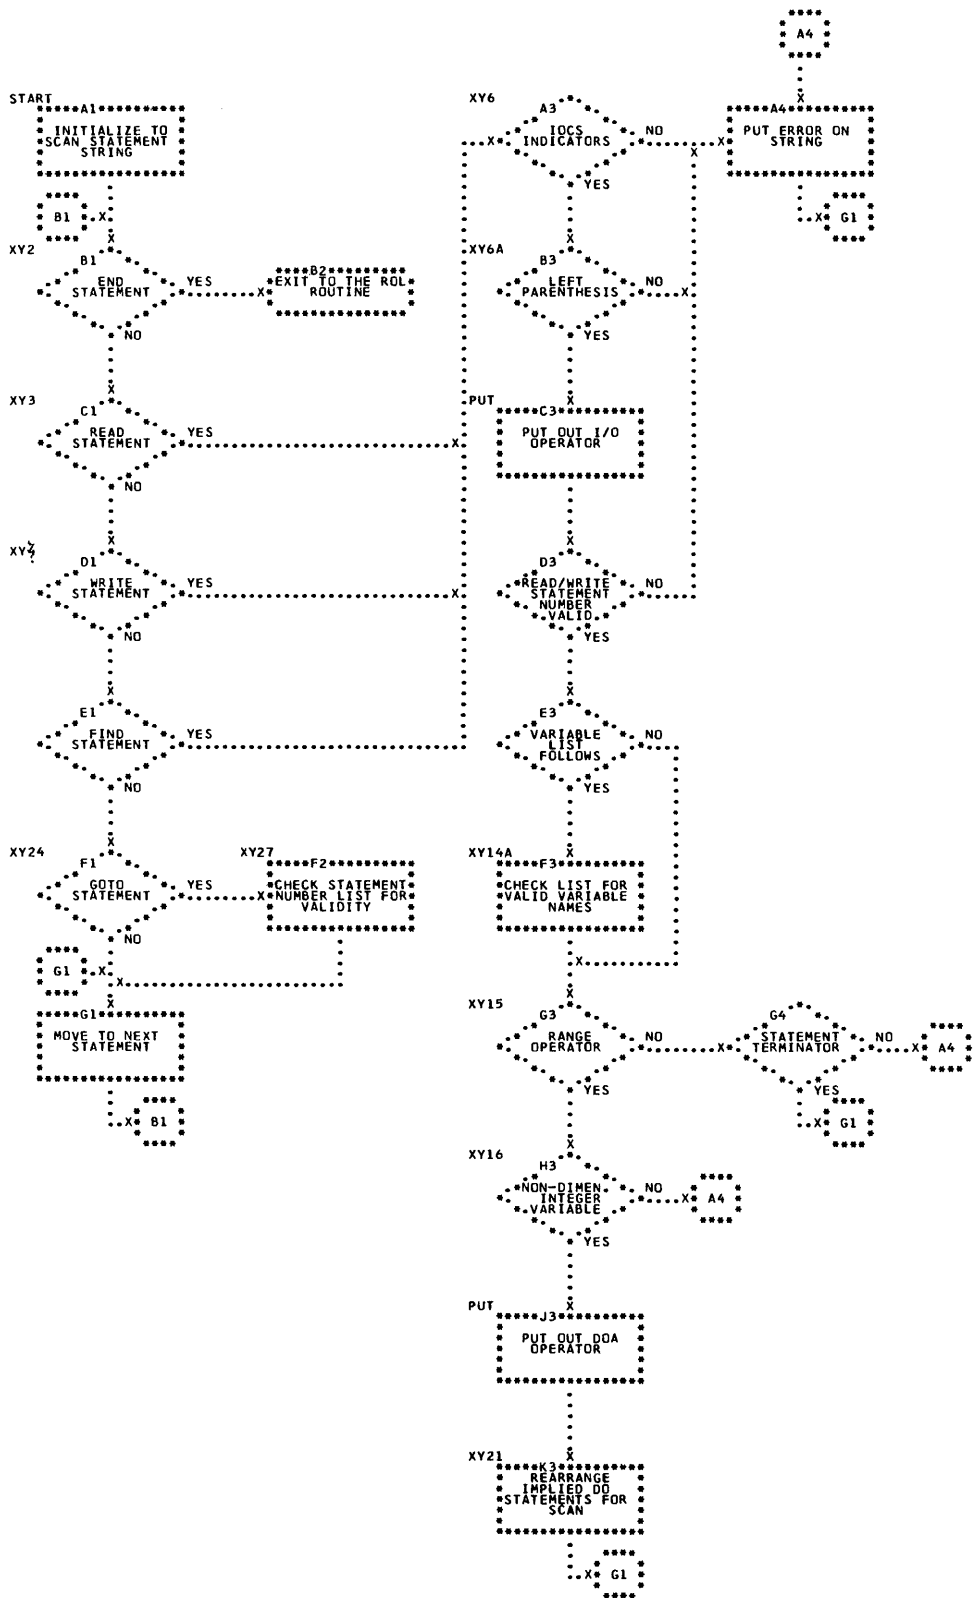 A4
START
A1
INITIALIZE TO
SCAN STATEMENT
STRING
B1
XY2
B1
END
STATEMENT
YES
NO
B2
EXIT TO THE ROL
ROUTINE
XY3
C1
READ
STATEMENT
YES
NO
D1
WRITE
STATEMENT
YES
NO
E1
FIND
STATEMENT
YES
NO
XY24
F1
GOTO
STATEMENT
YES
NO
XY27
F2
CHECK STATEMENT
NUMBER LIST FOR
VALIDITY
G1
G1
MOVE TO NEXT
STATEMENT
B1
XY6
A3
IOCS
INDICATORS
NO
YES
A4
PUT ERROR ON
STRING
G1
XY6A
B3
LEFT
PARENTHESIS
NO
YES
PUT
C3
PUT OUT I/O
OPERATOR
D3
READ/WRITE
STATEMENT
NUMBER
VALID
NO
YES
E3
VARIABLE
LIST
FOLLOWS
NO
YES
XY14A
F3
CHECK LIST FOR
VALID VARIABLE
NAMES
XY15
G3
RANGE
OPERATOR
NO
YES
G4
STATEMENT
TERMINATOR
NO
A4
YES
G1
XY16
H3
NON-DIMEN.
INTEGER
VARIABLE
NO
A4
YES
PUT
J3
PUT OUT DOA
OPERATOR
XY21
K3
REARRANGE
IMPLIED DO
STATEMENTS FOR
SCAN
G1